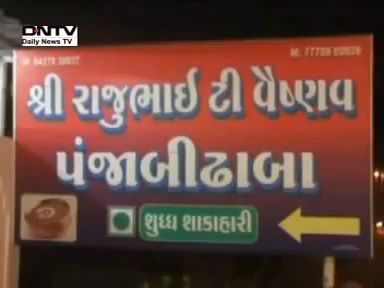 DNTV
Daily News TV
શ્રી રાજુભાઈ ટી વૈષ્ણવ
પંજાબીઢાબા
શુધ્ધ શાકાહારી